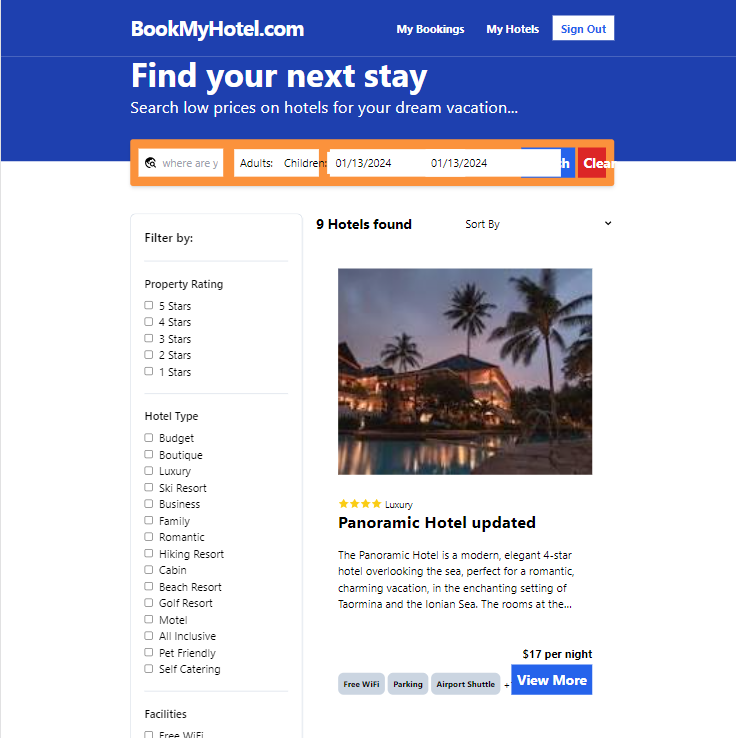 BookMyHotel.com
My Bookings
My Hotels
Sign Out
Find your next stay
Search low prices on hotels for your dream vacation...
where are y
Adults:
Children:
01/13/2024
01/13/2024
h
Clear
Filter by:
Property Rating
5 Stars
4 Stars
3 Stars
2 Stars
1 Stars
Hotel Type
Budget
Boutique
Luxury
Ski Resort
Business
Family
Romantic
Hiking Resort
Cabin
Beach Resort
Golf Resort
Motel
All Inclusive
Pet Friendly
Self Catering
Facilities
Free WiFi
9 Hotels found
Sort By
Luxury
Panoramic Hotel updated
The Panoramic Hotel is a modern, elegant 4-star
hotel overlooking the sea, perfect for a romantic,
charming vacation, in the enchanting setting of
Taormina and the Ionian Sea. The rooms at the...
$17 per night
Free WiFi
Parking
Airport Shuttle
+
View More